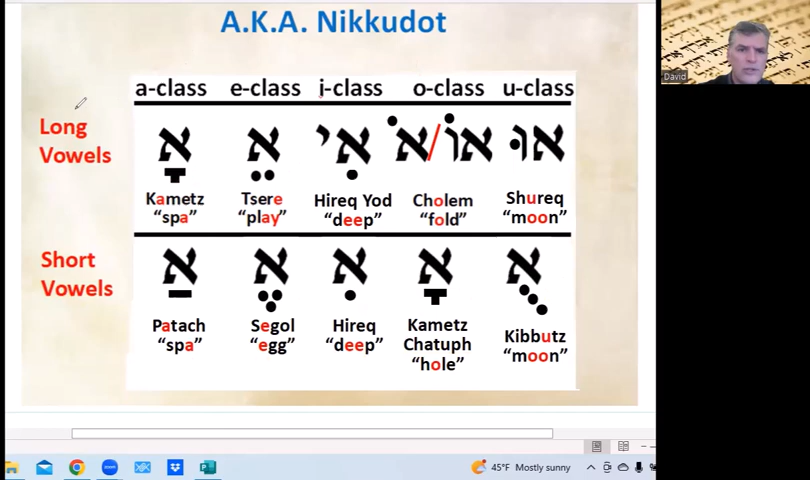 A.K.A. Nikkudot
David
a-class e-class i-class o-class u-class
Long
Vowels
אָ אֵ אִי אוֹ/אֹ אוּ
Kametz Tsere Hireq Yod Cholem Shureq
“spa” “play” “deep” “fold” “moon”
Short
Vowels
אַ אֶ אִ אָ אֻ
Patach Segol Hireq Kametz Chatuph Kibbutz
“spa” “egg” “deep” “hole” “moon”
45°F Mostly sunny